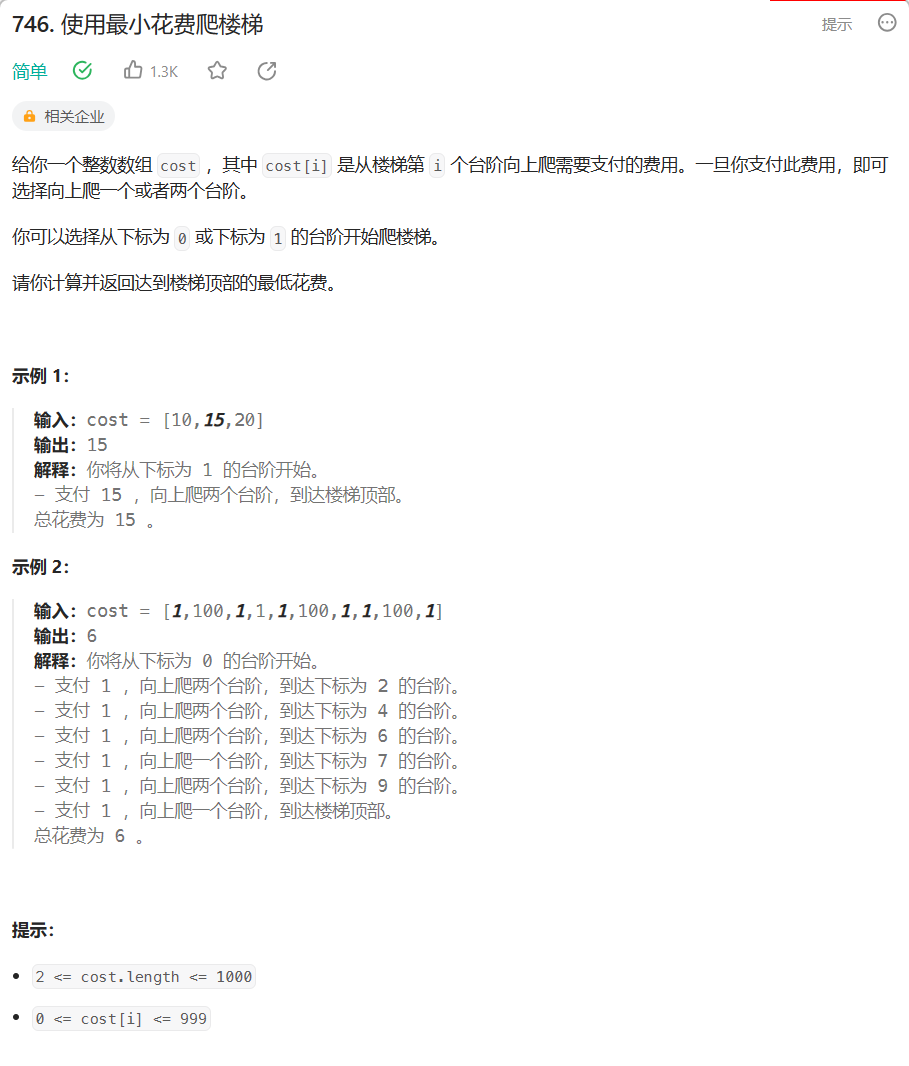 746. 使用最小花费爬楼梯
提示
简单
1.3K
相关企业
给你一个整数数组 cost ，其中 cost[i] 是从楼梯第 i 个台阶向上爬需要支付的费用。一旦你支付此费用，即可
选择向上爬一个或者两个台阶。
你可以选择从下标为 0 或下标为 1 的台阶开始爬楼梯。
请你计算并返回达到楼梯顶部的最低花费。
示例 1：
输入：cost = [10,15,20]
输出：15
解释：你将从下标为 1 的台阶开始。
- 支付 15 ，向上爬两个台阶，到达楼梯顶部。
总花费为 15 。
示例 2：
输入：cost = [1,100,1,1,1,100,1,1,100,1]
输出：6
解释：你将从下标为 0 的台阶开始。
- 支付 1 ，向上爬两个台阶，到达下标为 2 的台阶。
- 支付 1 ，向上爬两个台阶，到达下标为 4 的台阶。
- 支付 1 ，向上爬两个台阶，到达下标为 6 的台阶。
- 支付 1 ，向上爬一个台阶，到达下标为 7 的台阶。
- 支付 1 ，向上爬两个台阶，到达下标为 9 的台阶。
- 支付 1 ，向上爬一个台阶，到达楼梯顶部。
总花费为 6 。
提示：
• 2 <= cost.length <= 1000
• 0 <= cost[i] <= 999